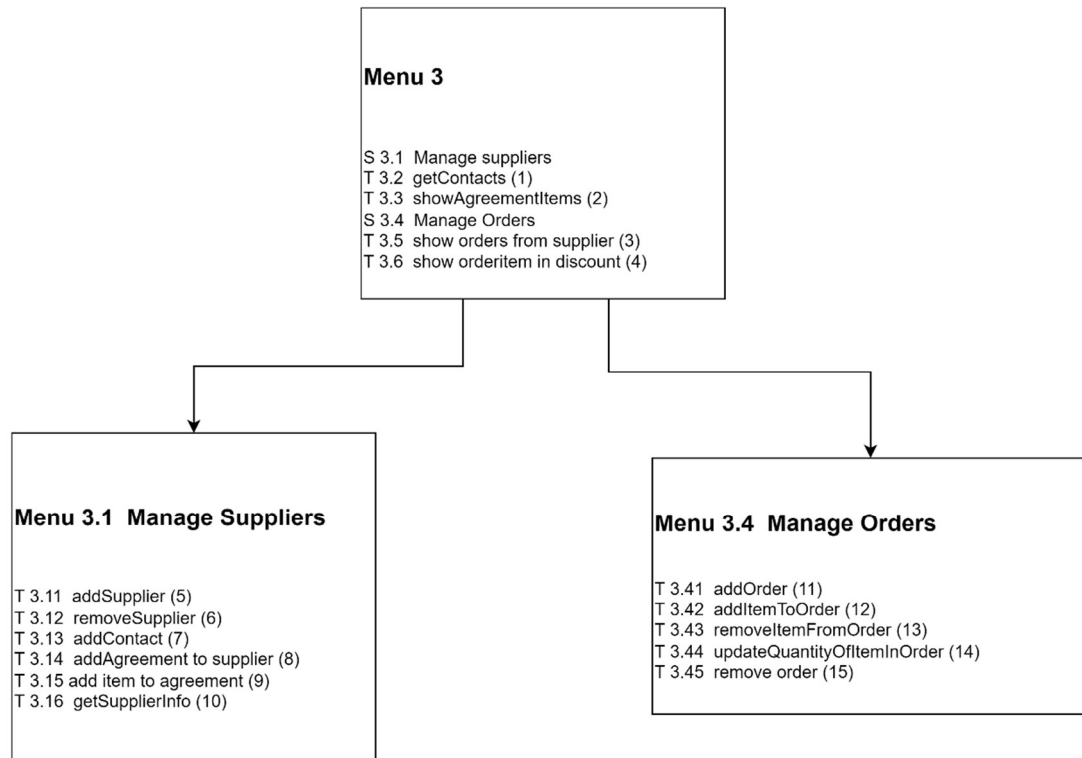 Menu 3
S 3.1 Manage suppliers
T 3.2 getContacts (1)
T 3.3 showAgreementItems (2)
S 3.4 Manage Orders
T 3.5 show orders from supplier (3)
T 3.6 show orderitem in discount (4)
Menu 3.1 Manage Suppliers
T 3.11 addSupplier (5)
T 3.12 removeSupplier (6)
T 3.13 addContact (7)
T 3.14 addAgreement to supplier (8)
T 3.15 add item to agreement (9)
T 3.16 getSupplierInfo (10)
Menu 3.4 Manage Orders
T 3.41 addOrder (11)
T 3.42 addItemToOrder (12)
T 3.43 removeItemFromOrder (13)
T 3.44 updateQuantityOfItemInOrder (14)
T 3.45 remove order (15)